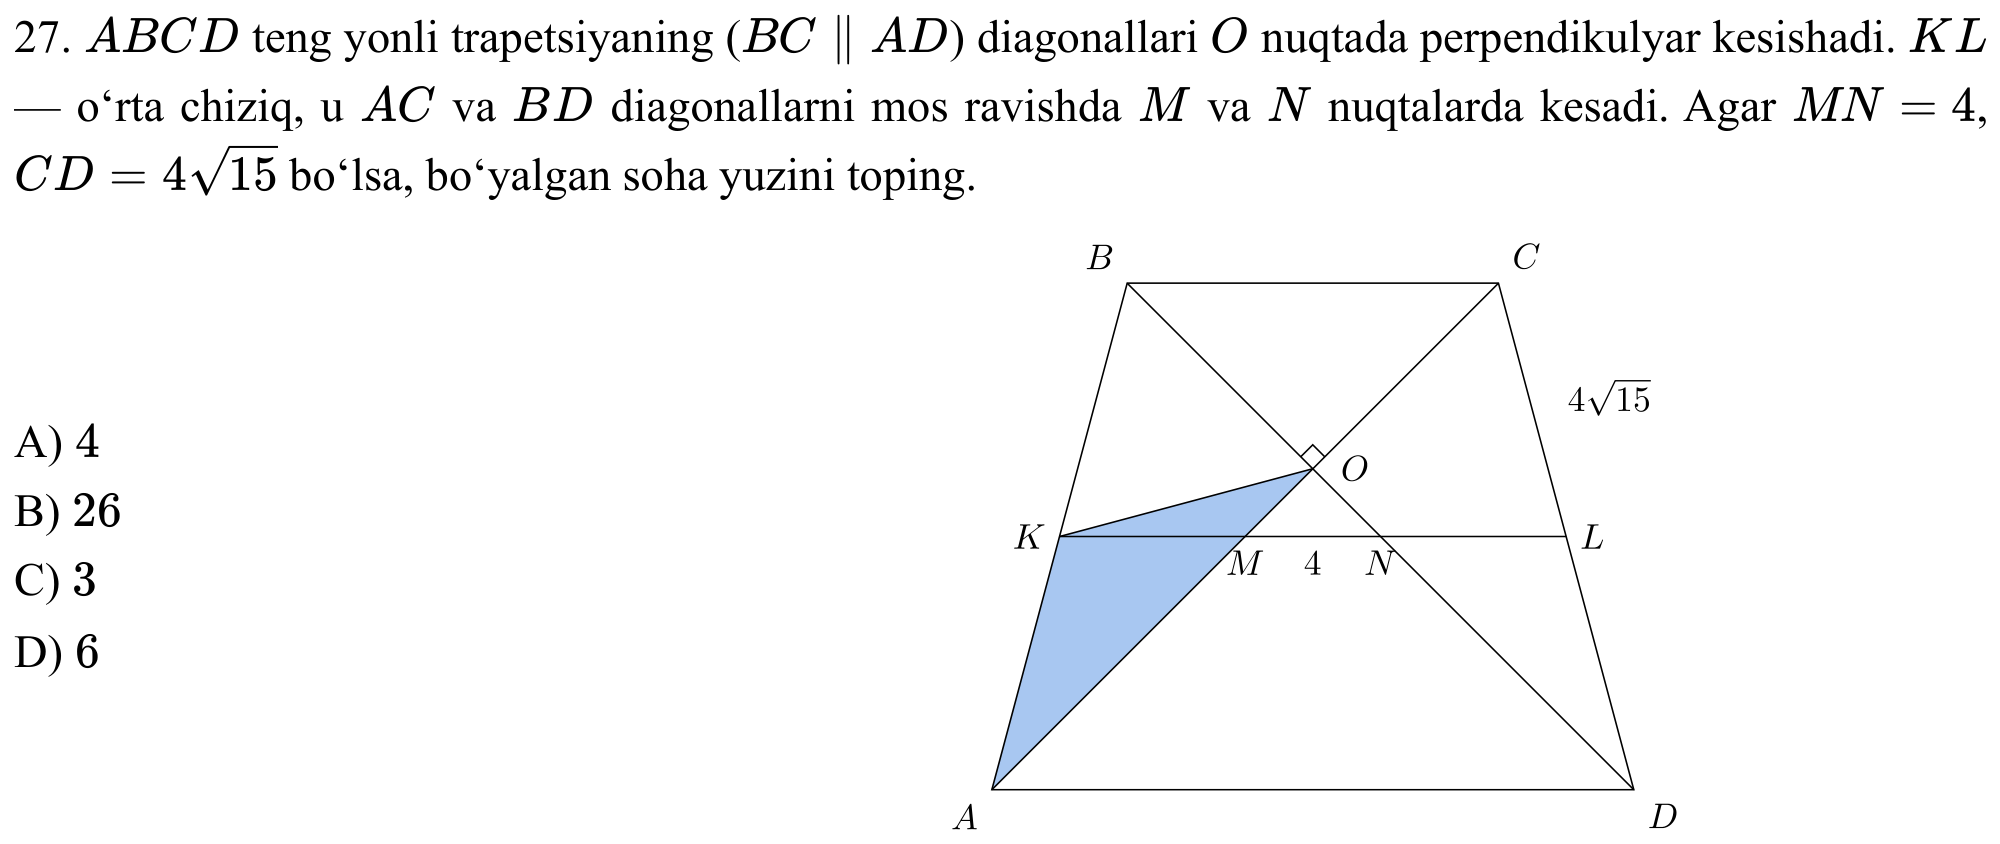 27. ABCD teng yonli trapetsiyaning (BC ∥ AD) diagonallari O nuqtada perpendikulyar kesishadi. KL
— o‘rta chiziq, u AC va BD diagonallarni mos ravishda M va N nuqtalarda kesadi. Agar MN = 4,
CD = 4√15 bo‘lsa, bo‘yalgan soha yuzini toping.
B
C
4√15
A) 4
O
B) 26
K
L
M 4 N
C) 3
D) 6
A
D